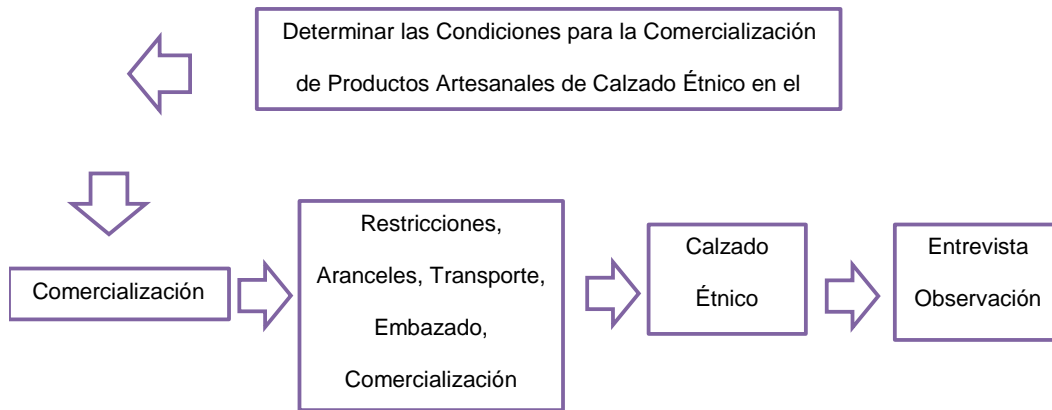 Determinar las Condiciones para la Comercialización
de Productos Artesanales de Calzado Étnico en el
Comercialización
Restricciones,
Aranceles, Transporte,
Embazado,
Comercialización
Calzado
Étnico
Entrevista
Observación